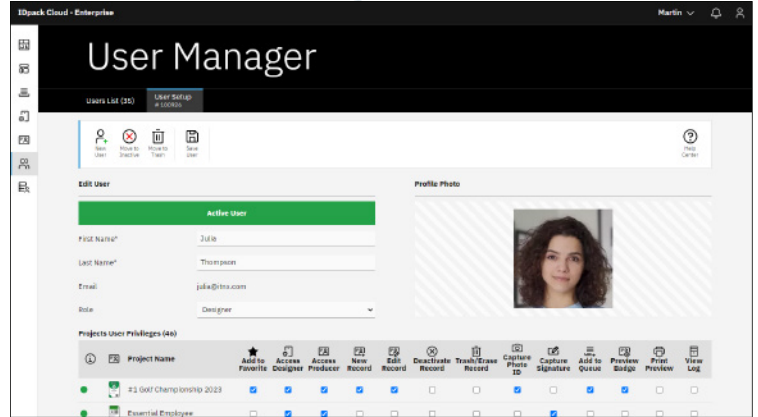 IDpack Cloud - Enterprise
Martin
User Manager
Users List (35)
User Setup
# 100926
New User
Move to Inactive
Move to Trash
Save User
Help Center
Edit User
Profile Photo
Active User
First Name*
Julia
Last Name*
Thompson
Email
julia@itnx.com
Role
Designer
Projects User Privileges (46)
Project Name
Add to Favorite
Access Designer
Access Producer
New Record
Edit Record
Deactivate Record
Trash/Erase Record
Capture Photo ID
Capture Signature
Add to Queue
Preview Badge
Print Preview
View Log
#1 Golf Championship 2023
Essential Employee